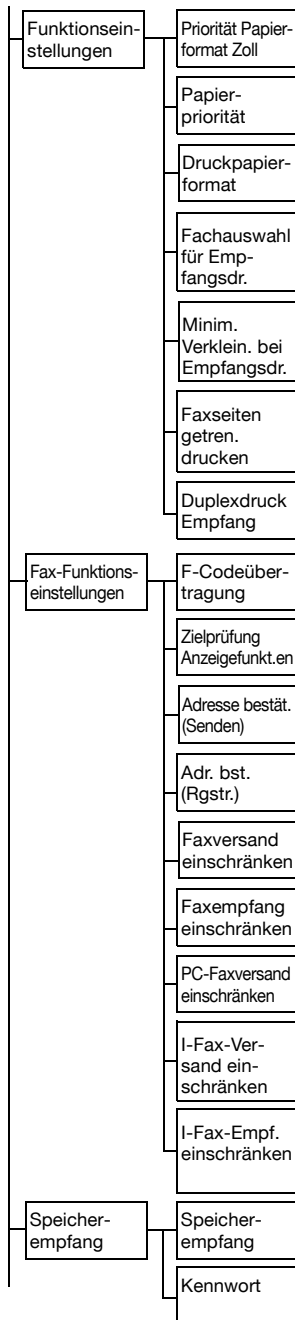 Funktionsein-
stellungen
Priorität Papier-
format Zoll
Papier-
priorität
Druckpapier-
format
Fachauswahl
für Emp-
fangsdr.
Minim.
Verklein. bei
Empfangsdr.
Faxseiten
getren.
drucken
Duplexdruck
Empfang
Fax-Funktions-
einstellungen
F-Codeüber-
tragung
Zielprüfung
Anzeigefunkt.en
Adresse bestät.
(Senden)
Adr. bst.
(Rgstr.)
Faxversand
einschränken
Faxempfang
einschränken
PC-Faxversand
einschränken
I-Fax-Ver-
sand ein-
schränken
I-Fax-Empf.
einschränken
Speicher-
empfang
Speicher-
empfang
Kennwort